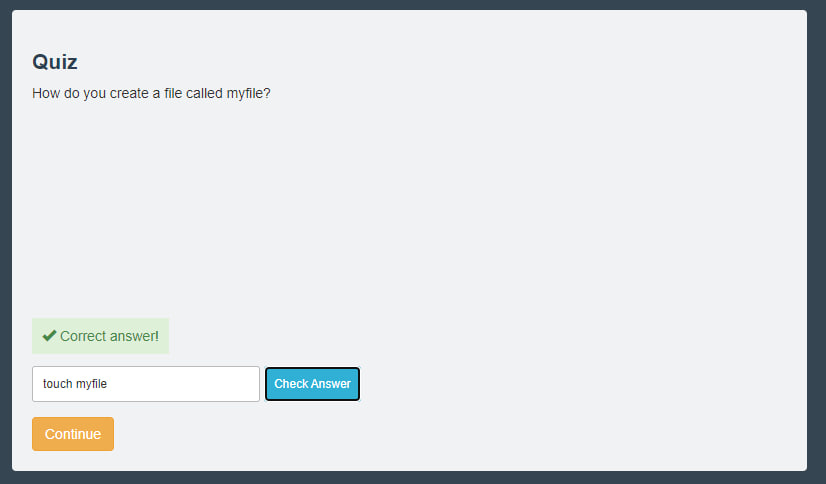 Quiz
How do you create a file called myfile?
Correct answer!
touch myfile
Check Answer
Continue